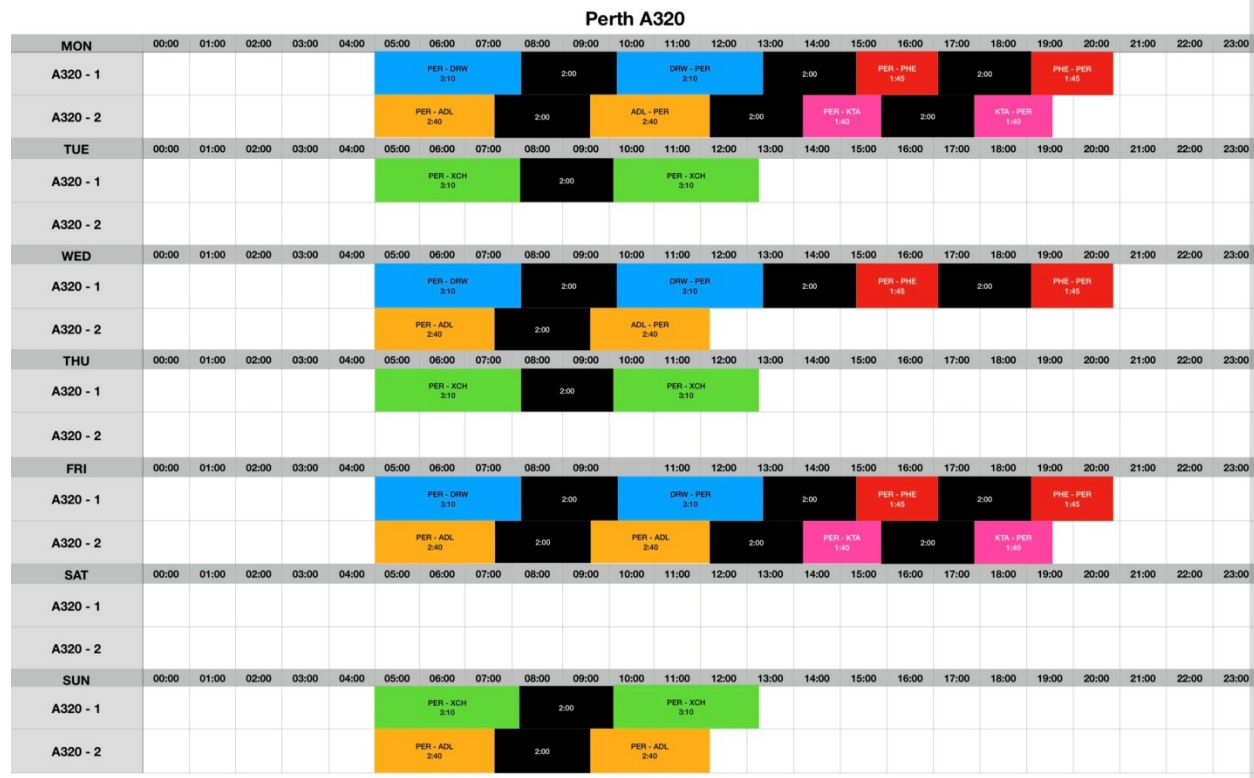 Perth A320
MON 00:00 01:00 02:00 03:00 04:00 05:00 06:00 07:00 08:00 09:00 10:00 11:00 12:00 13:00 14:00 15:00 16:00 17:00 18:00 19:00 20:00 21:00 22:00 23:00
A320 - 1
PER - DRW
3:10
2:00
DRW - PER
3:10
2:00
PER - PHE
1:45
2:00
PHE - PER
1:45
A320 - 2
PER - ADL
2:40
2:00
ADL - PER
2:40
2:00
PER - KTA
1:40
2:00
KTA - PER
1:40
TUE 00:00 01:00 02:00 03:00 04:00 05:00 06:00 07:00 08:00 09:00 10:00 11:00 12:00 13:00 14:00 15:00 16:00 17:00 18:00 19:00 20:00 21:00 22:00 23:00
A320 - 1
PER - XCH
3:10
2:00
PER - XCH
3:10
A320 - 2
WED 00:00 01:00 02:00 03:00 04:00 05:00 06:00 07:00 08:00 09:00 10:00 11:00 12:00 13:00 14:00 15:00 16:00 17:00 18:00 19:00 20:00 21:00 22:00 23:00
A320 - 1
PER - DRW
3:10
2:00
DRW - PER
3:10
2:00
PER - PHE
1:45
2:00
PHE - PER
1:45
A320 - 2
PER - ADL
2:40
2:00
ADL - PER
2:40
THU 00:00 01:00 02:00 03:00 04:00 05:00 06:00 07:00 08:00 09:00 10:00 11:00 12:00 13:00 14:00 15:00 16:00 17:00 18:00 19:00 20:00 21:00 22:00 23:00
A320 - 1
PER - XCH
3:10
2:00
PER - XCH
3:10
A320 - 2
FRI 00:00 01:00 02:00 03:00 04:00 05:00 06:00 07:00 08:00 09:00 11:00 12:00 13:00 14:00 15:00 16:00 17:00 18:00 19:00 20:00 21:00 22:00 23:00
A320 - 1
PER - DRW
3:10
2:00
DRW - PER
3:10
2:00
PER - PHE
1:45
2:00
PHE - PER
1:45
A320 - 2
PER - ADL
2:40
2:00
PER - ADL
2:40
2:00
PER - KTA
1:40
2:00
KTA - PER
1:40
SAT 00:00 01:00 02:00 03:00 04:00 05:00 06:00 07:00 08:00 09:00 10:00 11:00 12:00 13:00 14:00 15:00 16:00 17:00 18:00 19:00 20:00 21:00 22:00 23:00
A320 - 1
A320 - 2
SUN 00:00 01:00 02:00 03:00 04:00 05:00 06:00 07:00 08:00 09:00 10:00 11:00 12:00 13:00 14:00 15:00 16:00 17:00 18:00 19:00 20:00 21:00 22:00 23:00
A320 - 1
PER - XCH
3:10
2:00
PER - XCH
3:10
A320 - 2
PER - ADL
2:40
2:00
PER - ADL
2:40